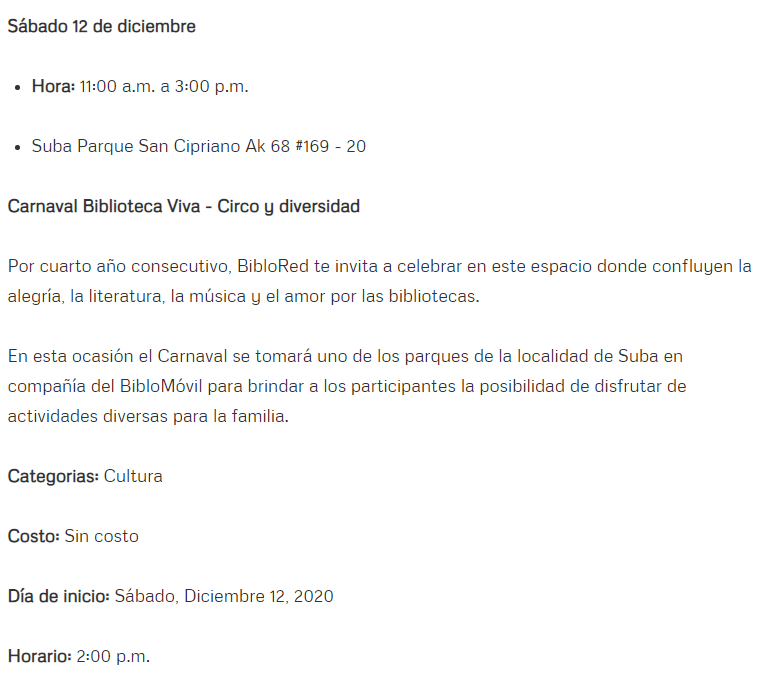 Sábado 12 de diciembre
• Hora: 11:00 a.m. a 3:00 p.m.
• Suba Parque San Cipriano Ak 68 #169 - 20
Carnaval Biblioteca Viva - Circo y diversidad
Por cuarto año consecutivo, BibloRed te invita a celebrar en este espacio donde confluyen la
alegría, la literatura, la música y el amor por las bibliotecas.
En esta ocasión el Carnaval se tomará uno de los parques de la localidad de Suba en
compañía del BibloMóvil para brindar a los participantes la posibilidad de disfrutar de
actividades diversas para la familia.
Categorias: Cultura
Costo: Sin costo
Día de inicio: Sábado, Diciembre 12, 2020
Horario: 2:00 p.m.